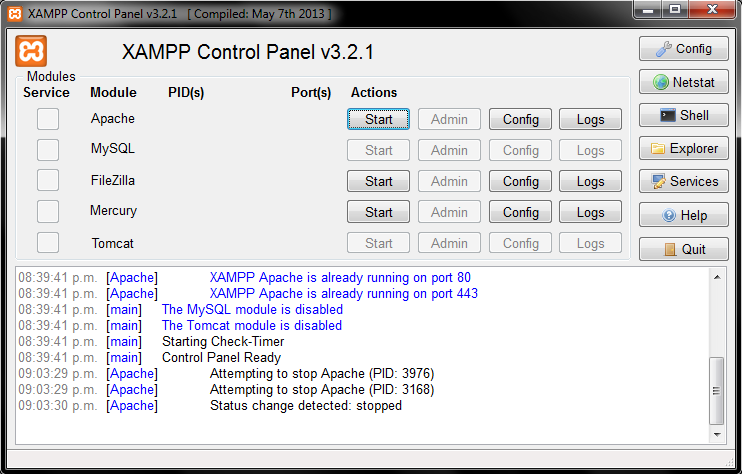 XAMPP Control Panel v3.2.1 [ Compiled: May 7th 2013 ]
XAMPP Control Panel v3.2.1
Config
Modules
Netstat
Service Module PID(s) Port(s) Actions
Apache Start Admin Config Logs
Shell
MySQL Start Admin Config Logs
Explorer
FileZilla Start Admin Config Logs
Services
Mercury Start Admin Config Logs
Help
Tomcat Start Admin Config Logs
Quit
08:39:41 p.m. [Apache] XAMPP Apache is already running on port 80
08:39:41 p.m. [Apache] XAMPP Apache is already running on port 443
08:39:41 p.m. [main] The MySQL module is disabled
08:39:41 p.m. [main] The Tomcat module is disabled
08:39:41 p.m. [main] Starting Check-Timer
08:39:41 p.m. [main] Control Panel Ready
09:03:29 p.m. [Apache] Attempting to stop Apache (PID: 3976)
09:03:29 p.m. [Apache] Attempting to stop Apache (PID: 3168)
09:03:30 p.m. [Apache] Status change detected: stopped